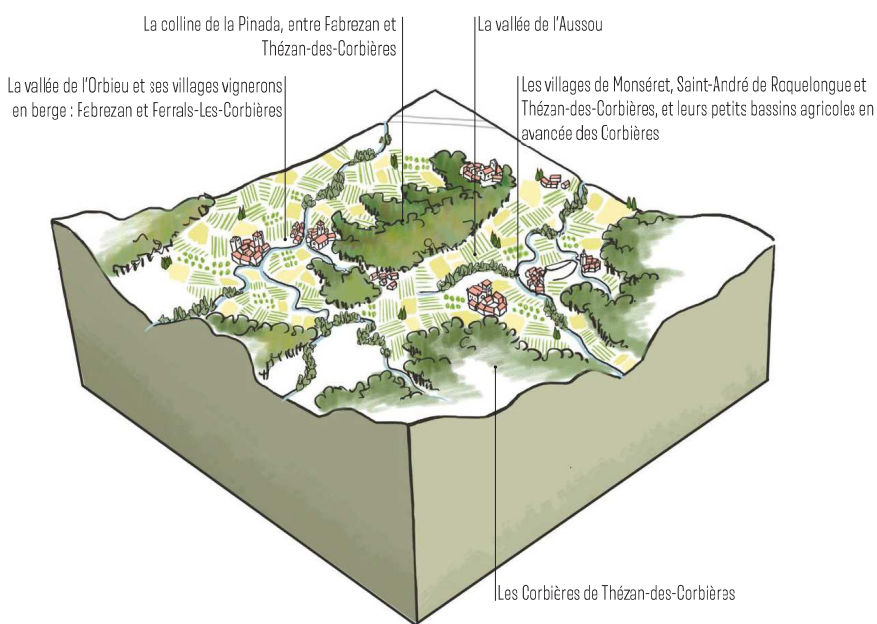 La colline de la Pinada, entre Fabrezan et
Thézan-des-Corbières
La vallée de l'Aussou
La vallée de l'Orbieu et ses villages vignerons
en berge : Fabrezan et Ferrals-Les-Corbières
Les villages de Monséret, Saint-André de Roquelongue et
Thézan-des-Corbières, et leurs petits bassins agricoles en
avancée des Corbières
Les Corbières de Thézan-des-Corbières